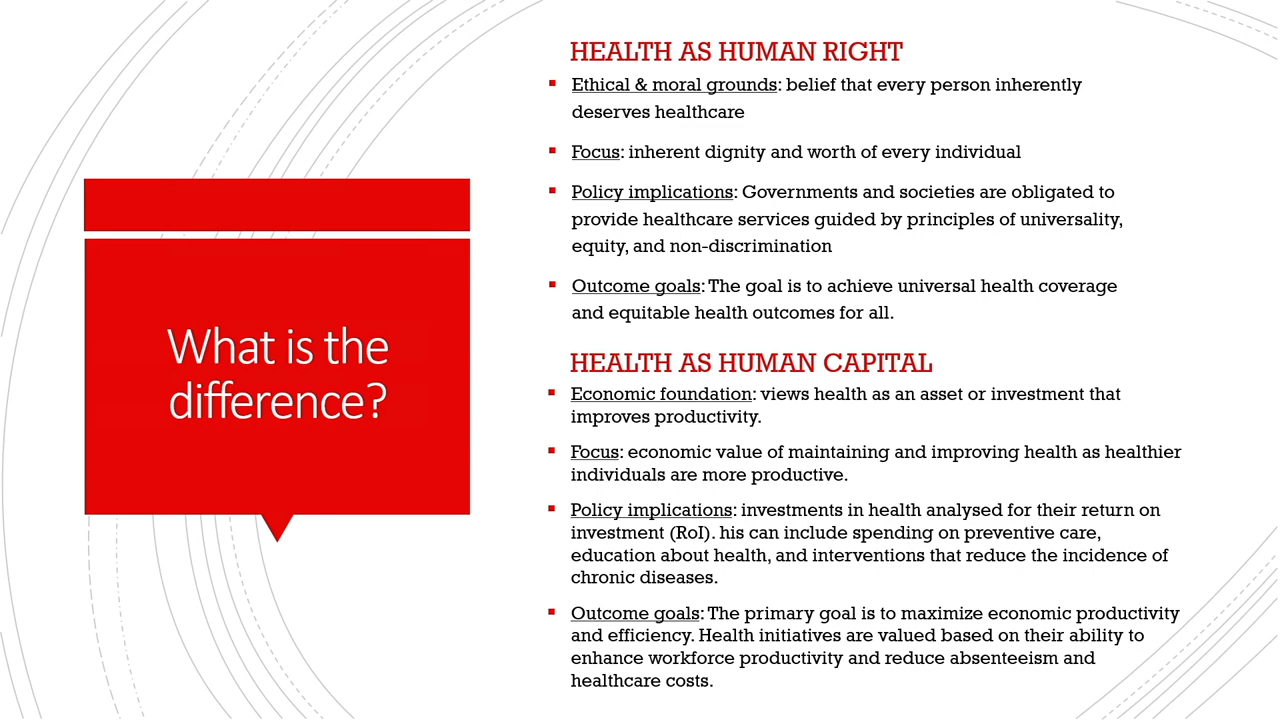 What is the
difference?
HEALTH AS HUMAN RIGHT
Ethical & moral grounds: belief that every person inherently
deserves healthcare
Focus: inherent dignity and worth of every individual
Policy implications: Governments and societies are obligated to
provide healthcare services guided by principles of universality,
equity, and non-discrimination
Outcome goals: The goal is to achieve universal health coverage
and equitable health outcomes for all.
HEALTH AS HUMAN CAPITAL
Economic foundation: views health as an asset or investment that
improves productivity.
Focus: economic value of maintaining and improving health as healthier
individuals are more productive.
Policy implications: investments in health analysed for their return on
investment (RoI). his can include spending on preventive care,
education about health, and interventions that reduce the incidence of
chronic diseases.
Outcome goals: The primary goal is to maximize economic productivity
and efficiency. Health initiatives are valued based on their ability to
enhance workforce productivity and reduce absenteeism and
healthcare costs.